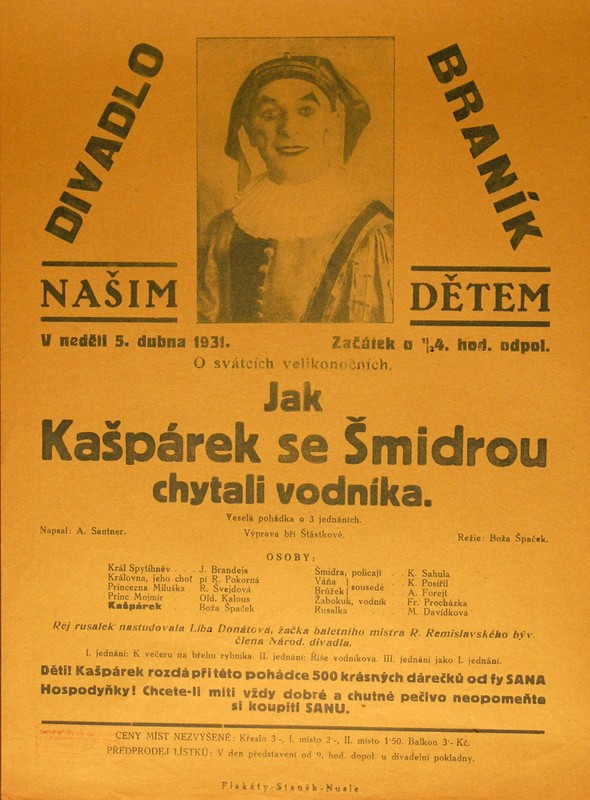 DIVADLO BRANÍK
NAŠIM DĚTEM
V neděli 5. dubna 1931. Začátek o 1/2 4. hod. odpol.
O svátcích velikonočních.
Jak
Kašpárek se Šmidrou
chytali vodníka.
Veselá pohádka o 3 jednáních.
Napsal: A. Santner. Výprava bří Šťástkové. Režie: Boža Špaček.
OSOBY:
Král Spytihněv . . J. Brandejs
Královna, jeho choť pí R. Pokorná
Princezna Miluška R. Švejdová
Princ Mojmír Old. Kalous
Kašpárek Boža Špaček
Šmidra, policajt . . K. Sahula
Váňa } sousedé K. Posířil
Brůžek } . . A. Forejt
Žabokuk, vodník . Fr. Procházka
Rusalka . . M. Davídková
Rej rusalek nastudovala Liba Donátová, žačka baletního mistra R. Remislavského býv.
člena Národ. divadla.
I. jednání: K večeru na břehu rybníka. II. jednání: Říše vodníkova. III. jednání jako I. jednání.
Děti! Kašpárek rozdá při této pohádce 500 krásných dárečků od fy SANA
Hospodyňky! Chcete-li míti vždy dobré a chutné pečivo neopomeňte
si koupiti SANU.
CENY MÍST NEZVÝŠENÉ: Křeslo 3·-, I. místo 2·-, II. místo 1·50. Balkon 3·- Kč.
PŘEDPRODEJ LÍSTKŮ: V den představení od 9. hod. dopol. u divadelní pokladny.
Plakáty-Staněk-Nusle